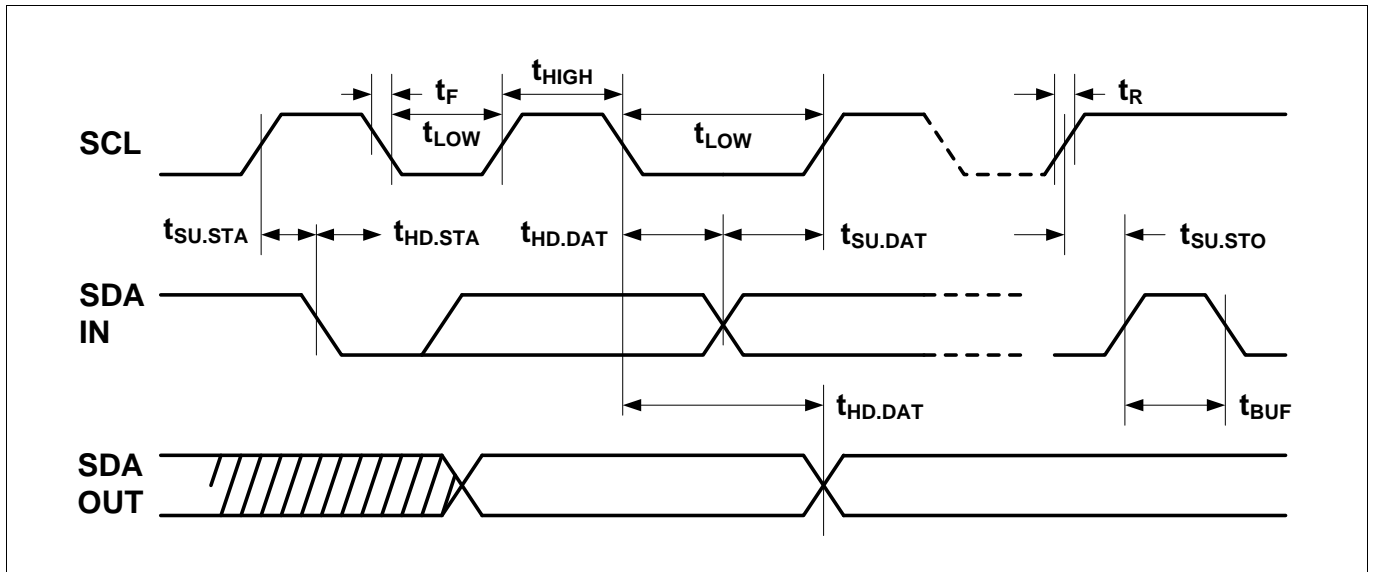 tHIGH
tF
tR
SCL
tLOW
tLOW
tSU.STA
tHD.STA
tHD.DAT
tSU.DAT
tSU.STO
SDA
IN
tHD.DAT
tBUF
SDA
OUT